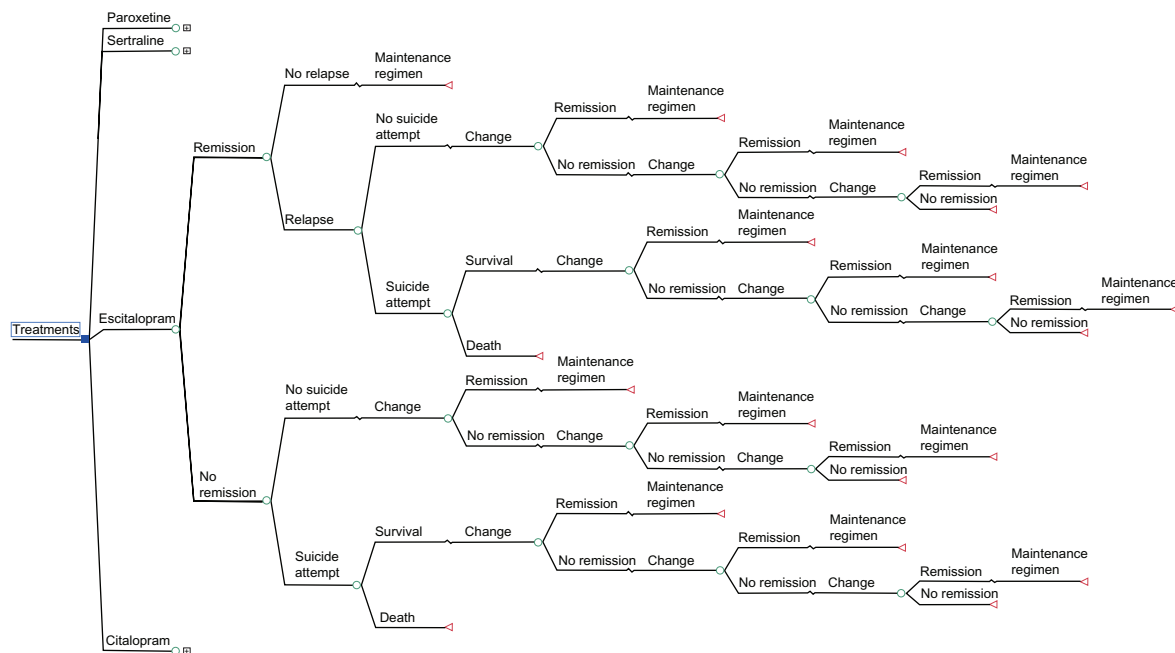 Paroxetine
Sertraline
No relapse
Maintenance
regimen
Maintenance
regimen
Maintenance
regimen
Maintenance
regimen
Remission
No suicide
attempt
Change
Remission
No remission
Change
Remission
No remission
Change
Remission
No remission
Relapse
Maintenance
regimen
Maintenance
regimen
Maintenance
regimen
Suicide
attempt
Survival
Change
Remission
No remission
Change
Remission
No remission
Change
Remission
No remission
Death
Treatments
Escitalopram
No suicide
attempt
Change
Remission
Maintenance
regimen
No remission
Change
Remission
Maintenance
regimen
No remission
Change
Remission
Maintenance
regimen
No remission
No
remission
Suicide
attempt
Survival
Change
Remission
Maintenance
regimen
No remission
Change
Remission
Maintenance
regimen
No remission
Change
Remission
Maintenance
regimen
No remission
Death
Citalopram